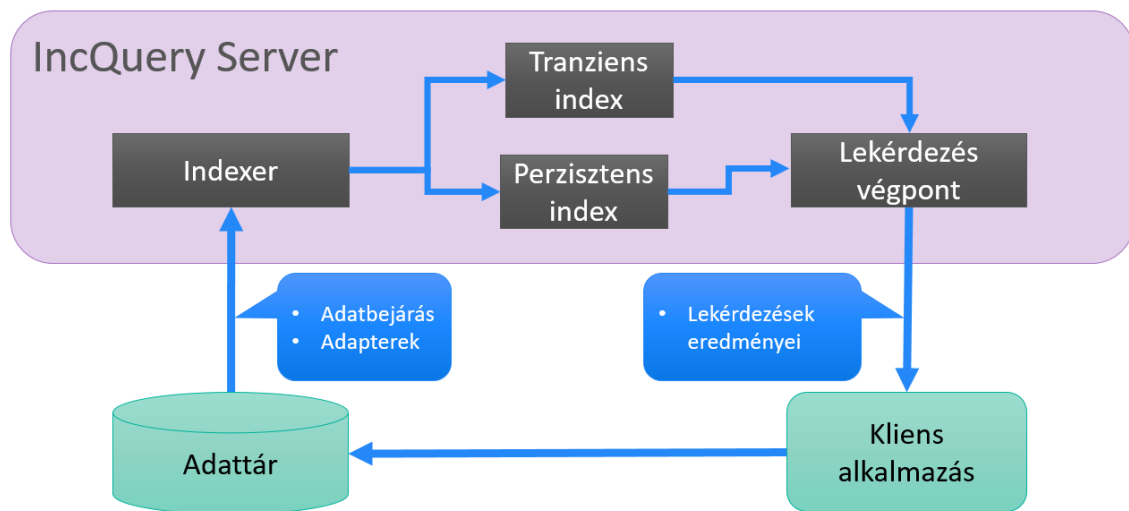 IncQuery Server
Tranziens
index
Indexer
Perzisztens
index
Lekérdezés
végpont
• Adatbejárás
• Adapterek
• Lekérdezések
eredményei
Adattár
Kliens
alkalmazás